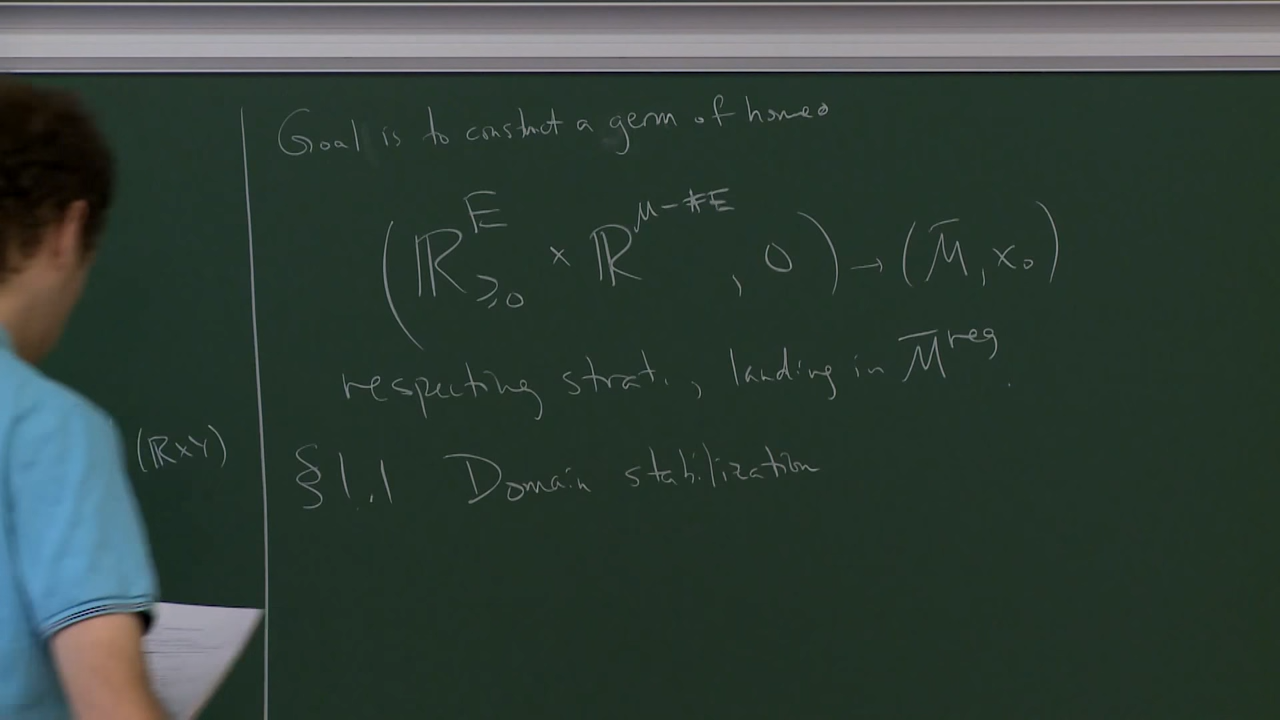 Goal is to construct a germ of homeo
(ℝ^E_{≥0} × ℝ^{μ-#E}, 0) → (M̄, x₀)
respecting strat., landing in M̄^{reg}.
(ℝ×Y)
§1.1 Domain stabilization